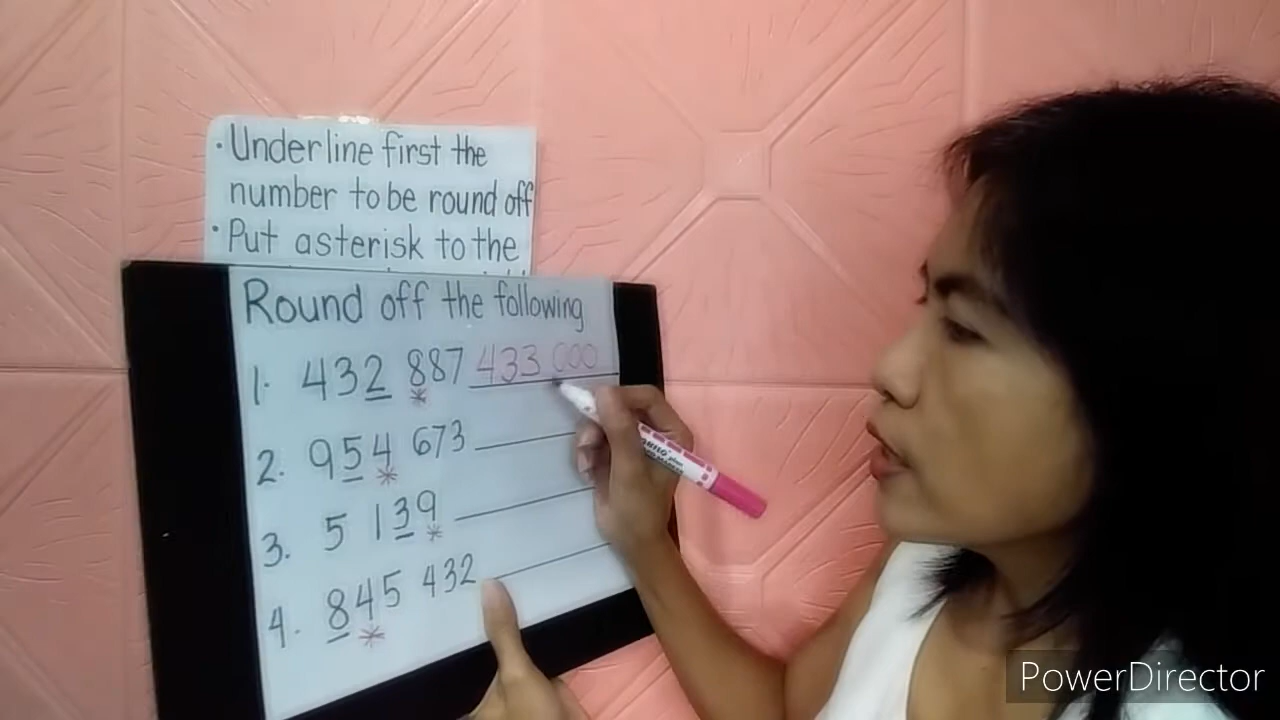 · Underline first the
number to be round off
· Put asterisk to the
Round off the following
1. 432 887 433 000
2. 954 673
3. 5 139
4. 845 432
PowerDirector